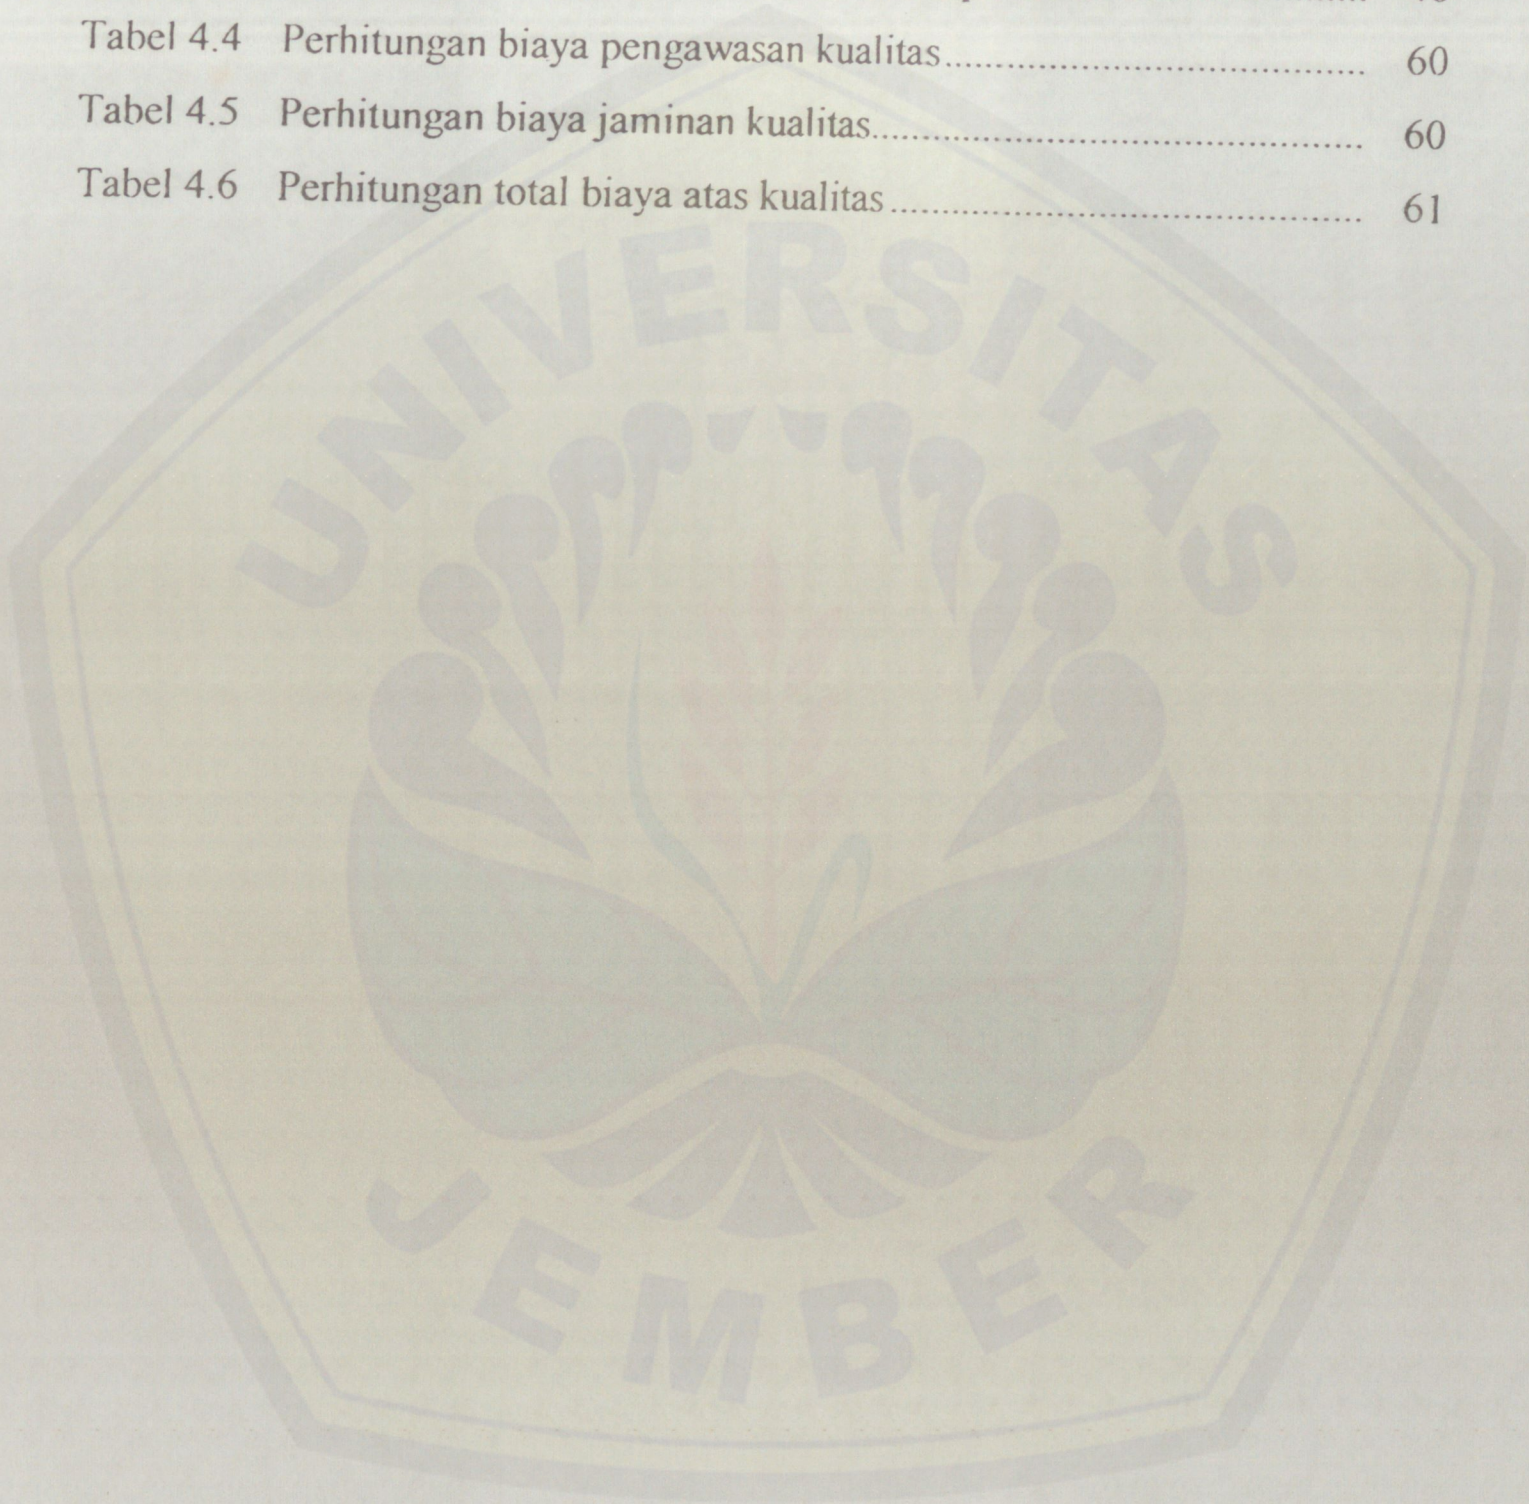 Tabel 4.4 Perhitungan biaya pengawasan kualitas.......................................... 60
Tabel 4.5 Perhitungan biaya jaminan kualitas................................................. 60
Tabel 4.6 Perhitungan total biaya atas kualitas............................................... 61
UNIVERSITAS
JEMBER